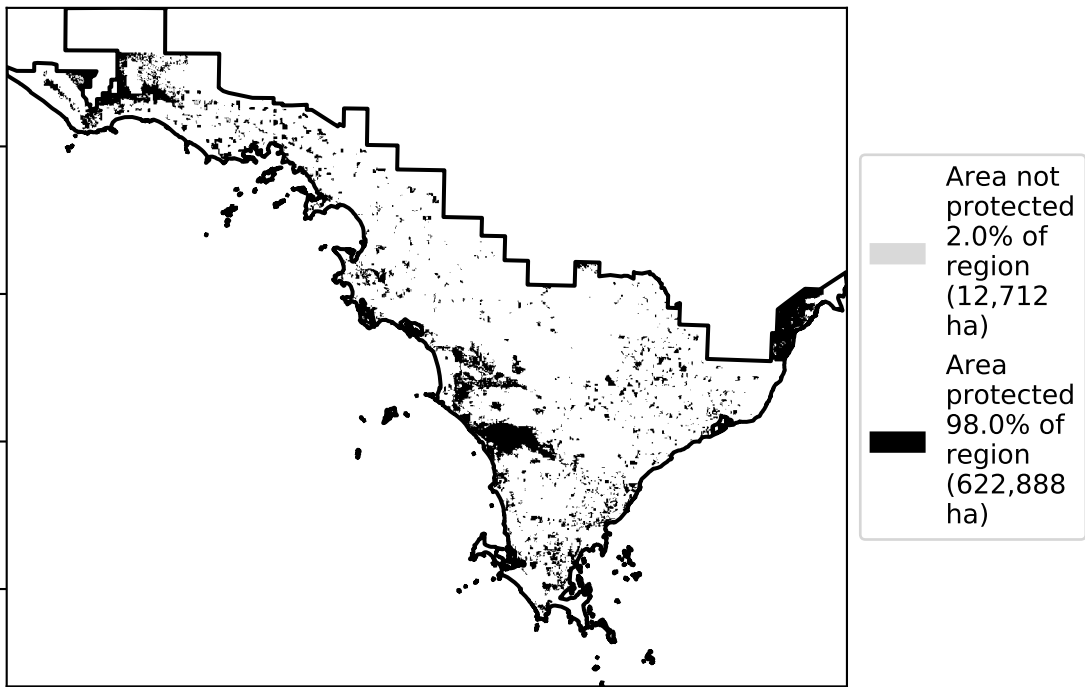 Area not
protected
2.0% of
region
(12,712
ha)
Area
protected
98.0% of
region
(622,888
ha)